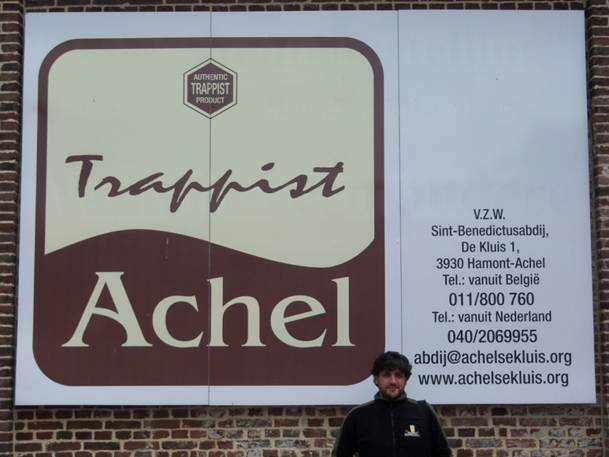 AUTHENTIC
TRAPPIST
PRODUCT
Trappist
Achel
V.Z.W.
Sint-Benedictusabdij,
De Kluis 1,
3930 Hamont-Achel
Tel.: vanuit België
011/800 760
Tel.: vanuit Nederland
040/2069955
abdij@achelsekluis.org
www.achelsekluis.org